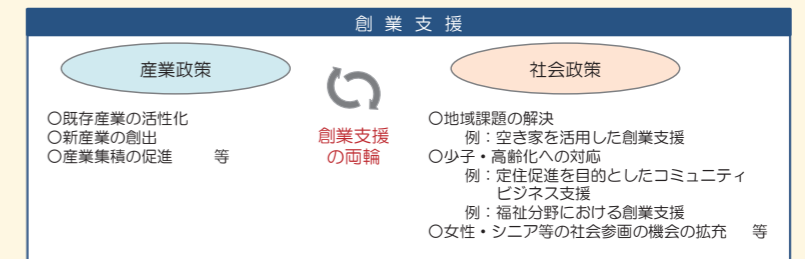 創業支援
産業政策
〇既存産業の活性化
〇新産業の創出
〇産業集積の促進　等
創業支援
の両輪
社会政策
〇地域課題の解決
例：空き家を活用した創業支援
〇少子・高齢化への対応
例：定住促進を目的としたコミュニティ
ビジネス支援
例：福祉分野における創業支援
〇女性・シニア等の社会参画の機会の拡充　等